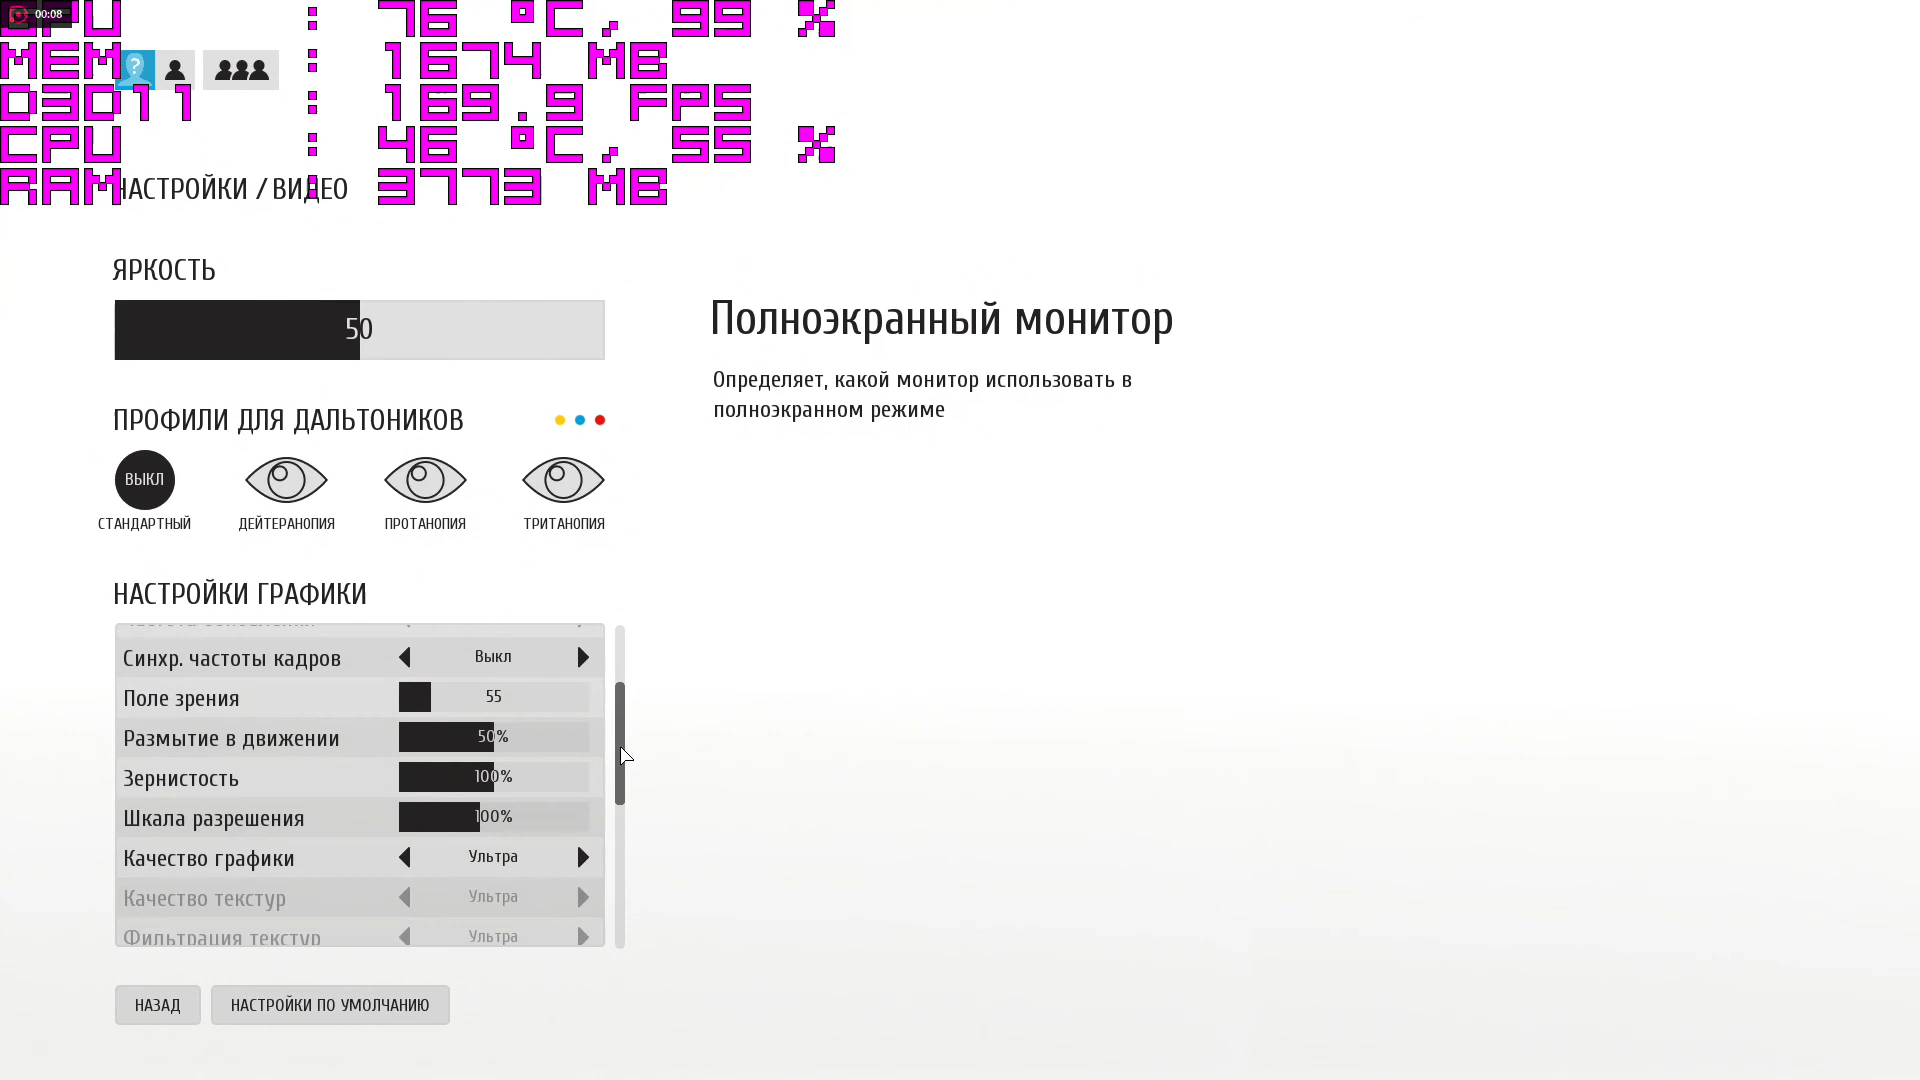 00:08
GPU : 76 °C, 99 %
MEM : 1674 MB
D3D11 : 169.9 FPS
CPU : 46 °C, 55 %
RAM : 3773 MB
НАСТРОЙКИ / ВИДЕО
ЯРКОСТЬ
50
ПРОФИЛИ ДЛЯ ДАЛЬТОНИКОВ
ВЫКЛ
СТАНДАРТНЫЙ ДЕЙТЕРАНОПИЯ ПРОТАНОПИЯ ТРИТАНОПИЯ
НАСТРОЙКИ ГРАФИКИ
Синхр. частоты кадров Выкл
Поле зрения 55
Размытие в движении 50%
Зернистость 100%
Шкала разрешения 100%
Качество графики Ультра
Качество текстур Ультра
Фильтрация текстур Ультра
НАЗАД НАСТРОЙКИ ПО УМОЛЧАНИЮ
Полноэкранный монитор
Определяет, какой монитор использовать в
полноэкранном режиме